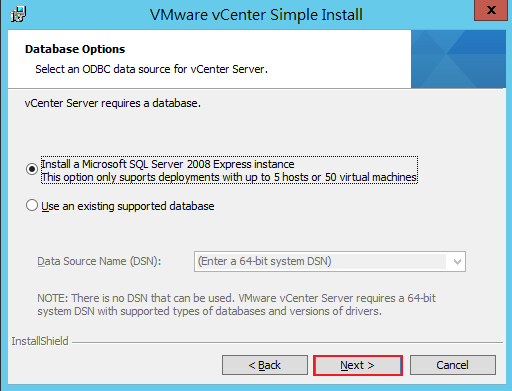 VMware vCenter Simple Install
x
Database Options
Select an ODBC data source for vCenter Server.
vCenter Server requires a database.
Install a Microsoft SQL Server 2008 Express instance
This option only suports deployments with up to 5 hosts or 50 virtual machines
Use an existing supported database
Data Source Name (DSN):
(Enter a 64-bit system DSN)
NOTE: There is no DSN that can be used. VMware vCenter Server requires a 64-bit
system DSN with supported types of databases and versions of drivers.
InstallShield
< Back
Next >
Cancel